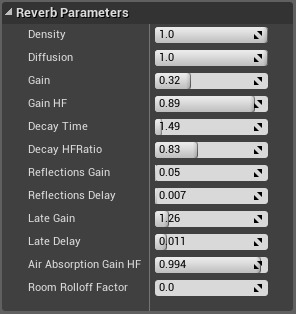 Reverb Parameters
Density 1.0
Diffusion 1.0
Gain 0.32
Gain HF 0.89
Decay Time 1.49
Decay HFRatio 0.83
Reflections Gain 0.05
Reflections Delay 0.007
Late Gain 1.26
Late Delay 0.011
Air Absorption Gain HF 0.994
Room Rolloff Factor 0.0